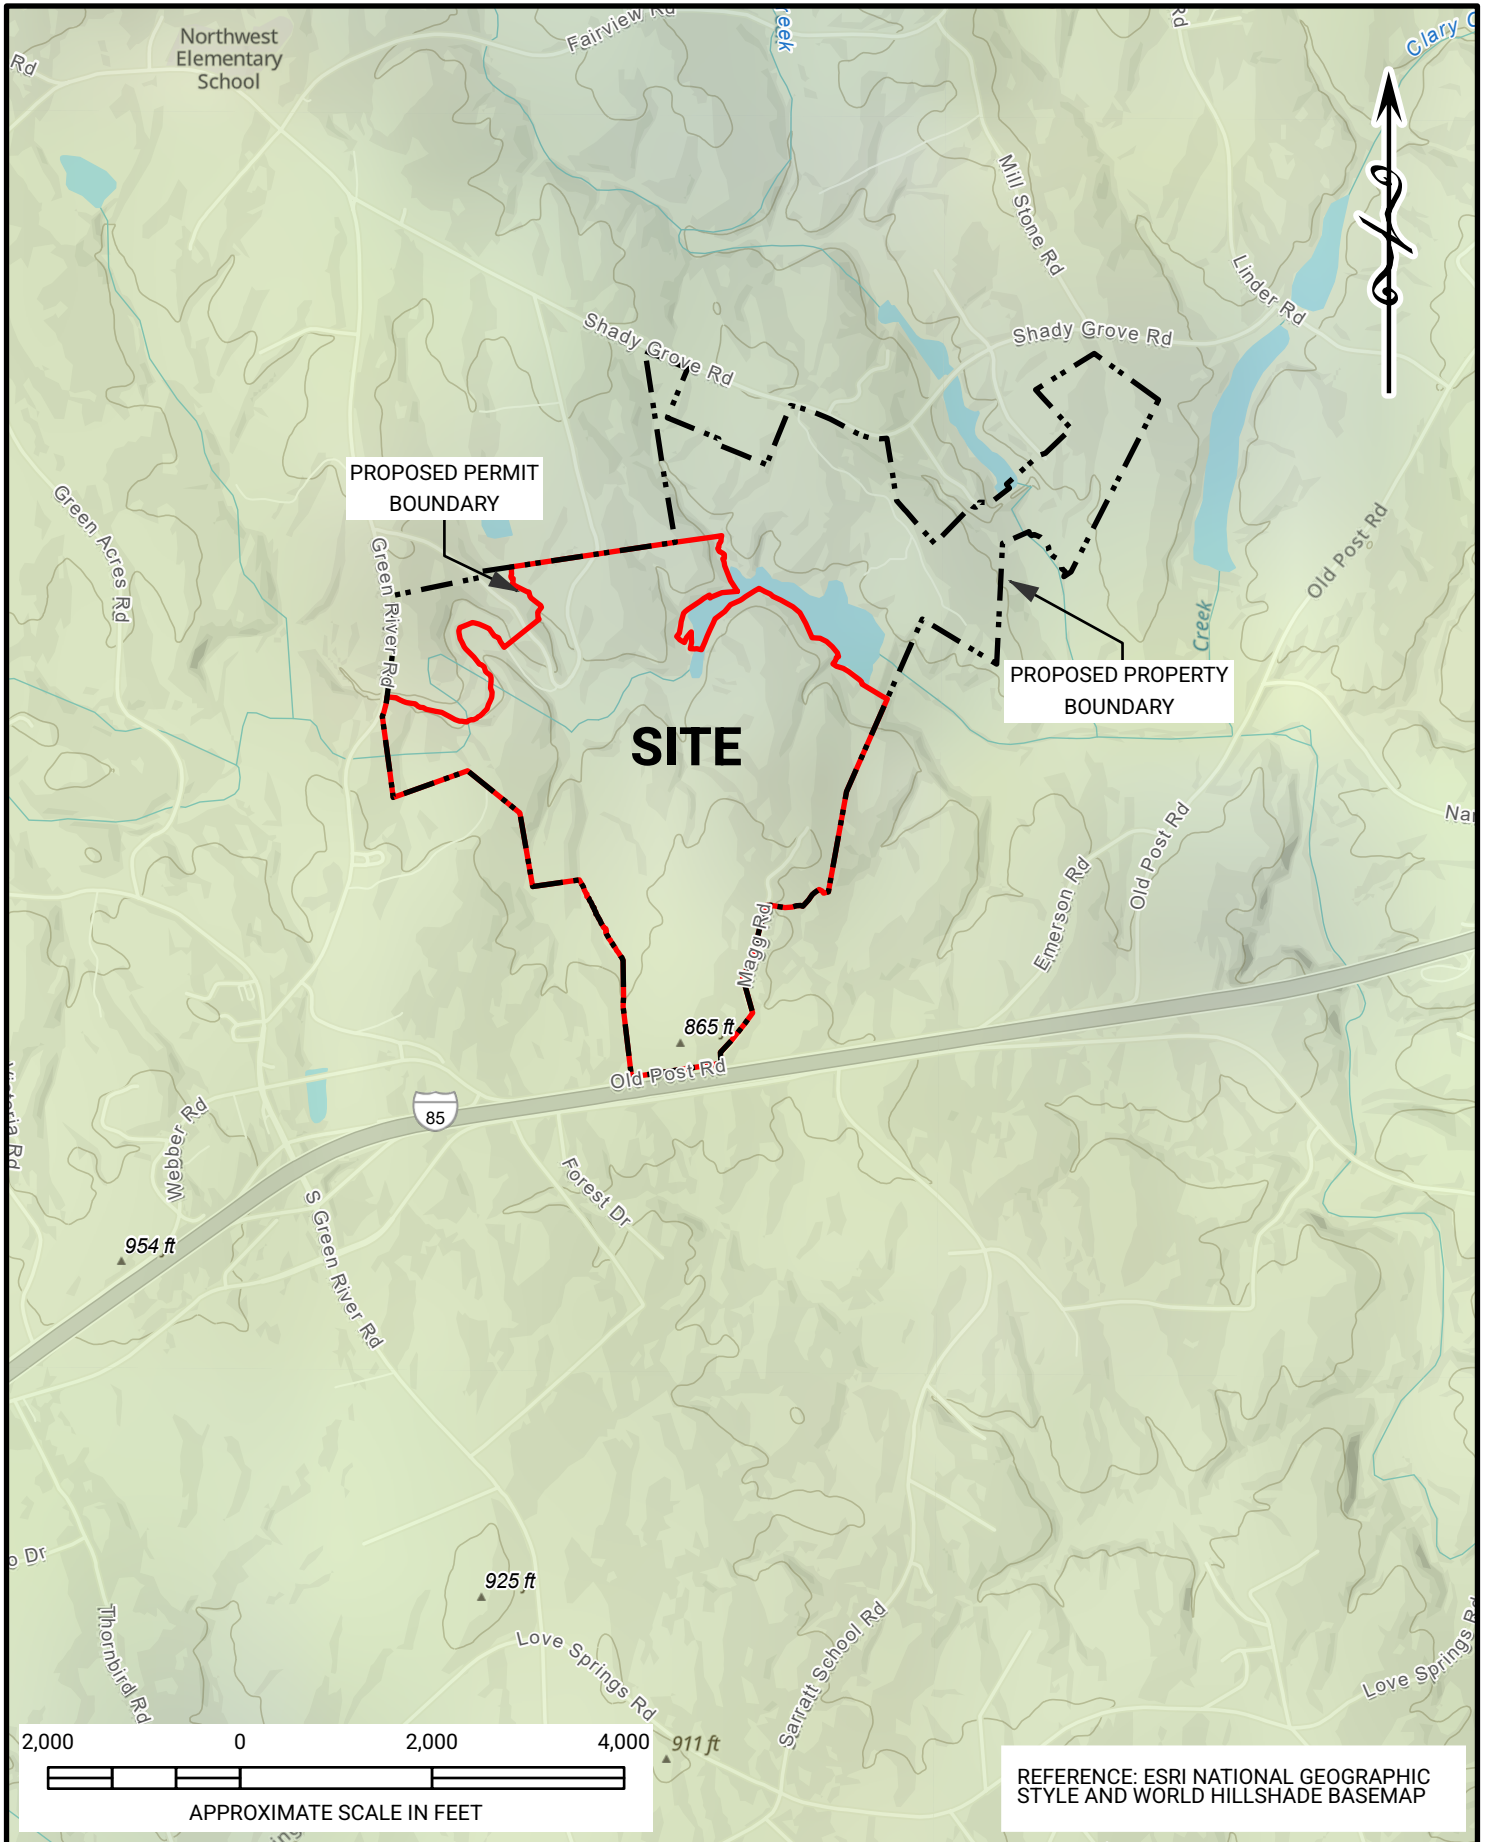 Northwest
Elementary
School
Rd
Fairview Rd
reek
Rd
Clary C
Mill Stone Rd
Linder Rd
Shady Grove Rd
Shady Grove Rd
PROPOSED PERMIT
BOUNDARY
Green Acres Rd
Green River Rd
Old Post Rd
Creek
PROPOSED PROPERTY
BOUNDARY
SITE
Nar
Old Post Rd
Emerson Rd
Magg Rd
865 ft
Old Post Rd
85
Victoria Rd
Webber Rd
Forest Dr
S Green River Rd
954 ft
925 ft
o Dr
Thornbird Rd
Love Springs Rd
Sarratt School Rd
Love Springs Rd
911 ft
2,000 0 2,000 4,000
APPROXIMATE SCALE IN FEET
REFERENCE: ESRI NATIONAL GEOGRAPHIC
STYLE AND WORLD HILLSHADE BASEMAP